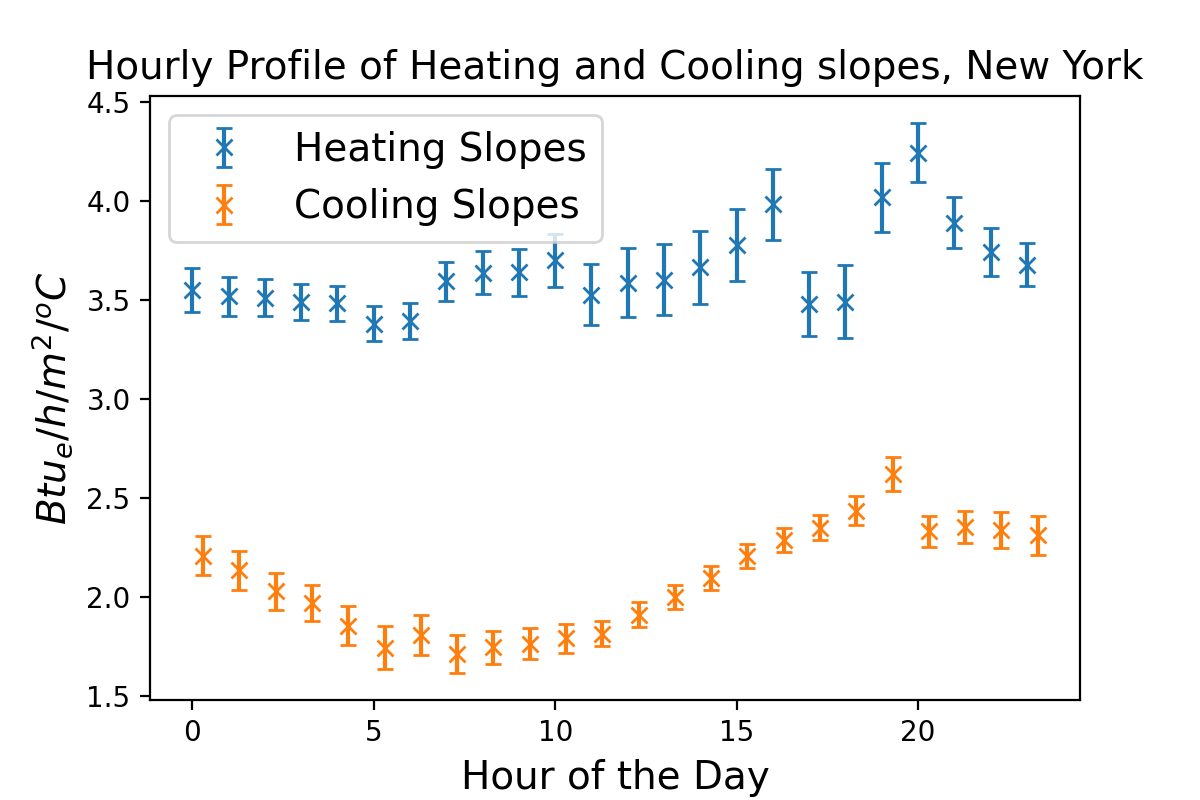 Hourly Profile of Heating and Cooling slopes, New York
Heating Slopes
Cooling Slopes
4.5
4.0
3.5
3.0
2.5
2.0
1.5
Btu_e/h/m²/ºC
0 5 10 15 20
Hour of the Day